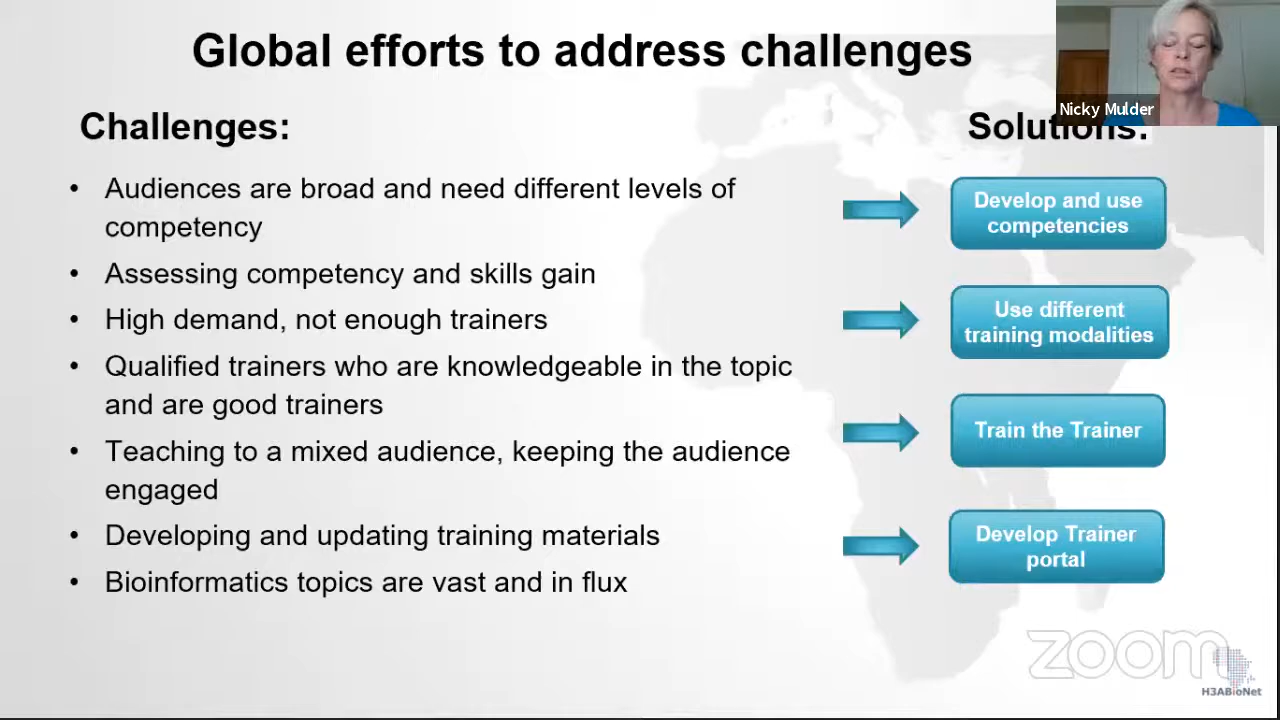 Global efforts to address challenges
Nicky Mulder
Challenges:
Solutions:
• Audiences are broad and need different levels of
competency
• Assessing competency and skills gain
• High demand, not enough trainers
• Qualified trainers who are knowledgeable in the topic
and are good trainers
• Teaching to a mixed audience, keeping the audience
engaged
• Developing and updating training materials
• Bioinformatics topics are vast and in flux
Develop and use
competencies
Use different
training modalities
Train the Trainer
Develop Trainer
portal
zoom
H3ABioNet